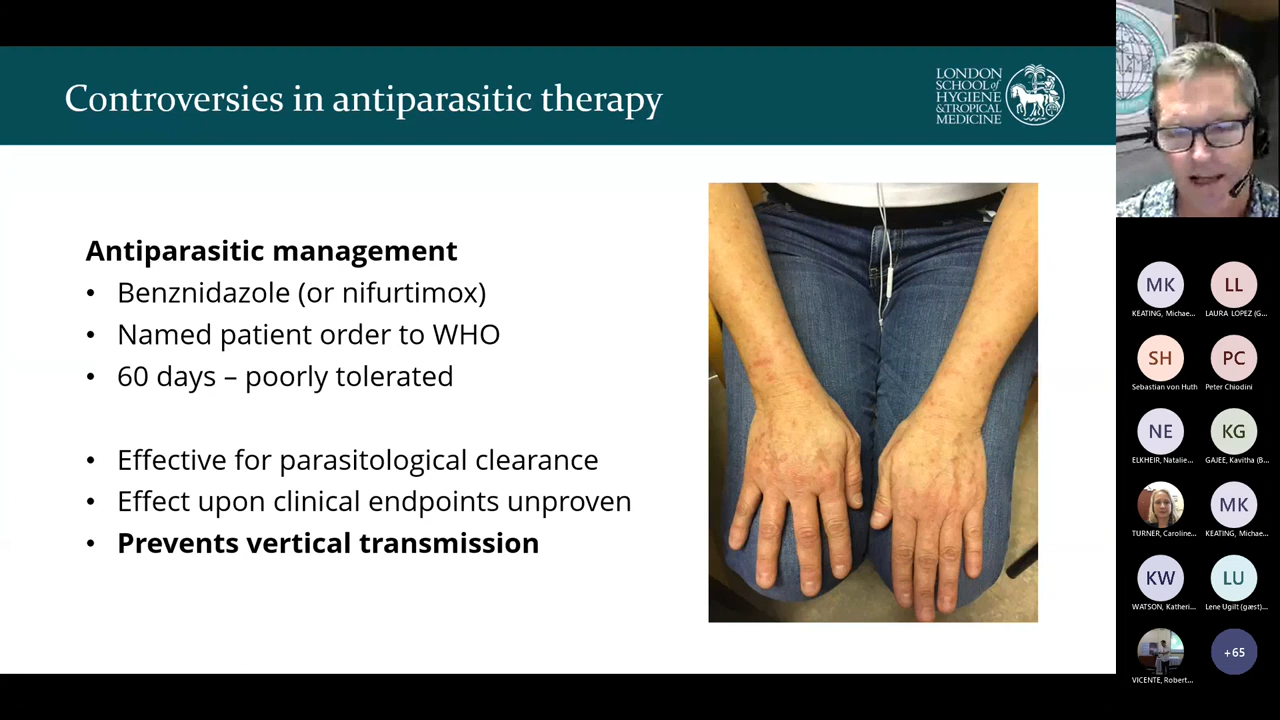 Controversies in antiparasitic therapy
LONDON
SCHOOL of
HYGIENE
& TROPICAL
MEDICINE
Antiparasitic management
• Benznidazole (or nifurtimox)
• Named patient order to WHO
• 60 days – poorly tolerated
• Effective for parasitological clearance
• Effect upon clinical endpoints unproven
• Prevents vertical transmission
MK
LL
KEATING, Michae...
LAURA LOPEZ (G...
SH
PC
Sebastian von Huth
Peter Chiodini
NE
KG
ELKHEIR, Natalie...
GAJEE, Kavitha (B...
MK
TURNER, Caroline...
KEATING, Michae...
KW
LU
WATSON, Katheri...
Lene Ugilt (gæst)...
+65
VICENTE, Robert...